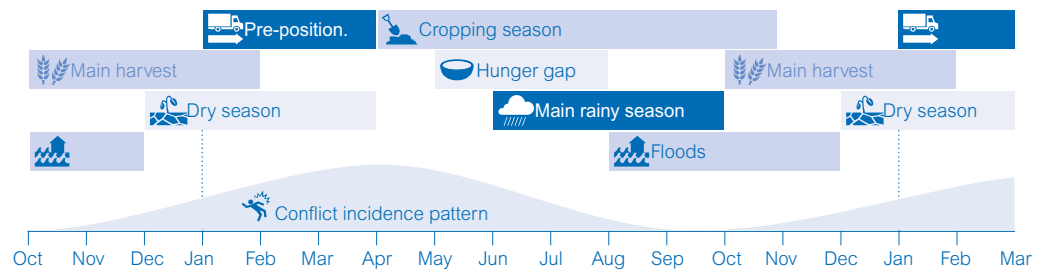 Pre-position.
Cropping season
Main harvest
Hunger gap
Main harvest
Dry season
Main rainy season
Dry season
Floods
Conflict incidence pattern
Oct Nov Dec Jan Feb Mar Apr May Jun Jul Aug Sep Oct Nov Dec Jan Feb Mar